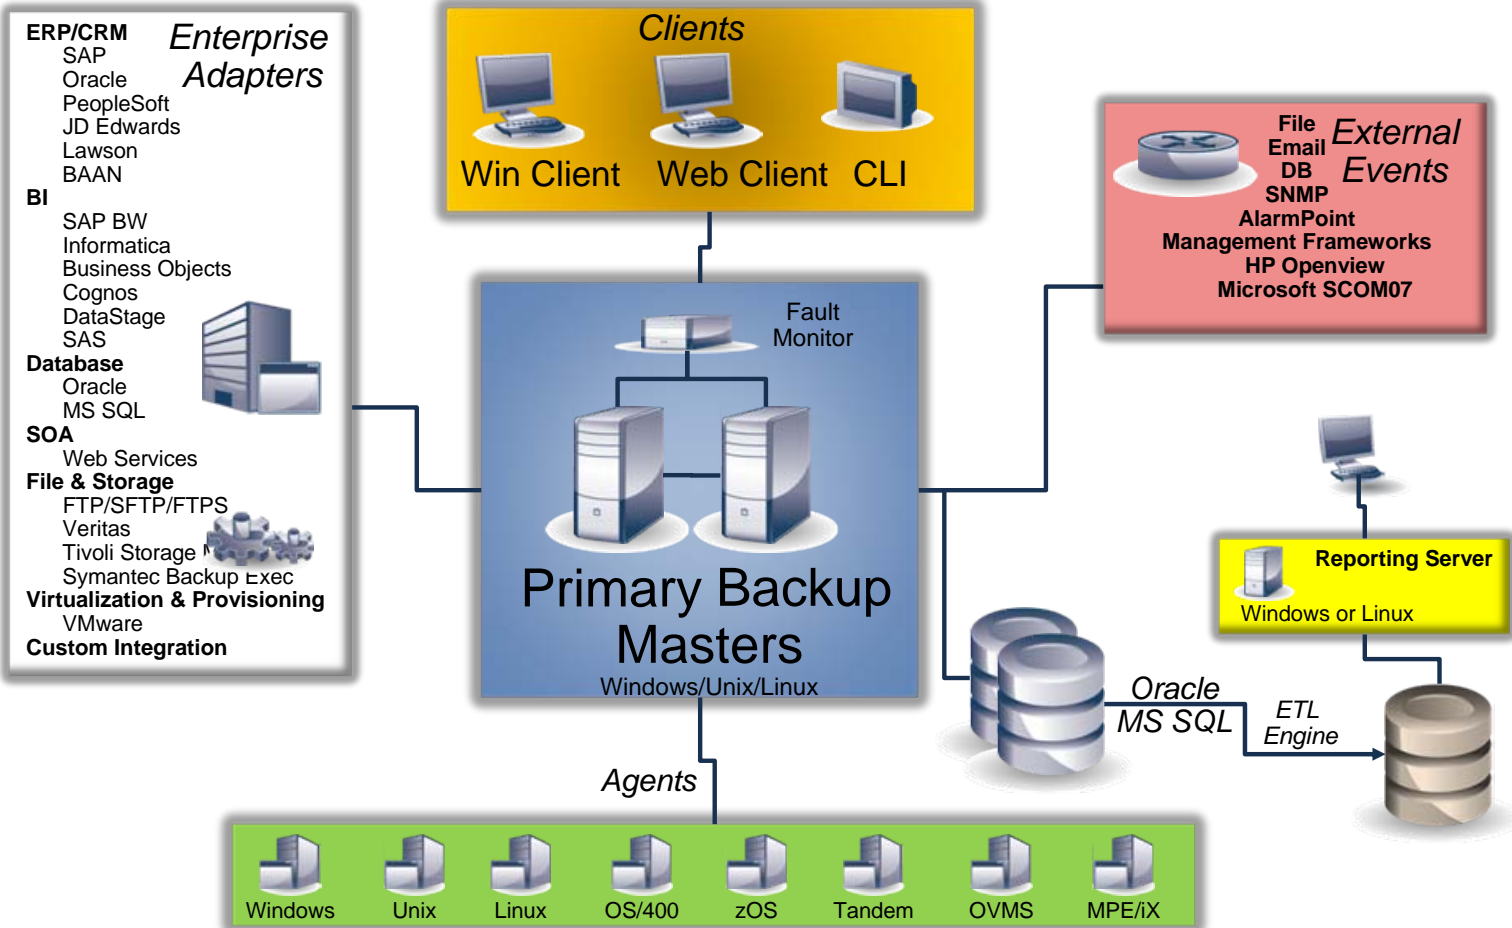 ERP/CRM
SAP
Oracle
PeopleSoft
JD Edwards
Lawson
BAAN
BI
SAP BW
Informatica
Business Objects
Cognos
DataStage
SAS
Database
Oracle
MS SQL
SOA
Web Services
File & Storage
FTP/SFTP/FTPS
Veritas
Tivoli Storage
Symantec Backup Exec
Virtualization & Provisioning
VMware
Custom Integration
Enterprise
Adapters
Clients
Win Client
Web Client
CLI
File
Email
DB
SNMP
AlarmPoint
Management Frameworks
HP Openview
Microsoft SCOM07
External
Events
Fault
Monitor
Primary Backup
Masters
Windows/Unix/Linux
Reporting Server
Windows or Linux
Oracle
MS SQL
ETL
Engine
Agents
Windows
Unix
Linux
OS/400
zOS
Tandem
OVMS
MPE/iX